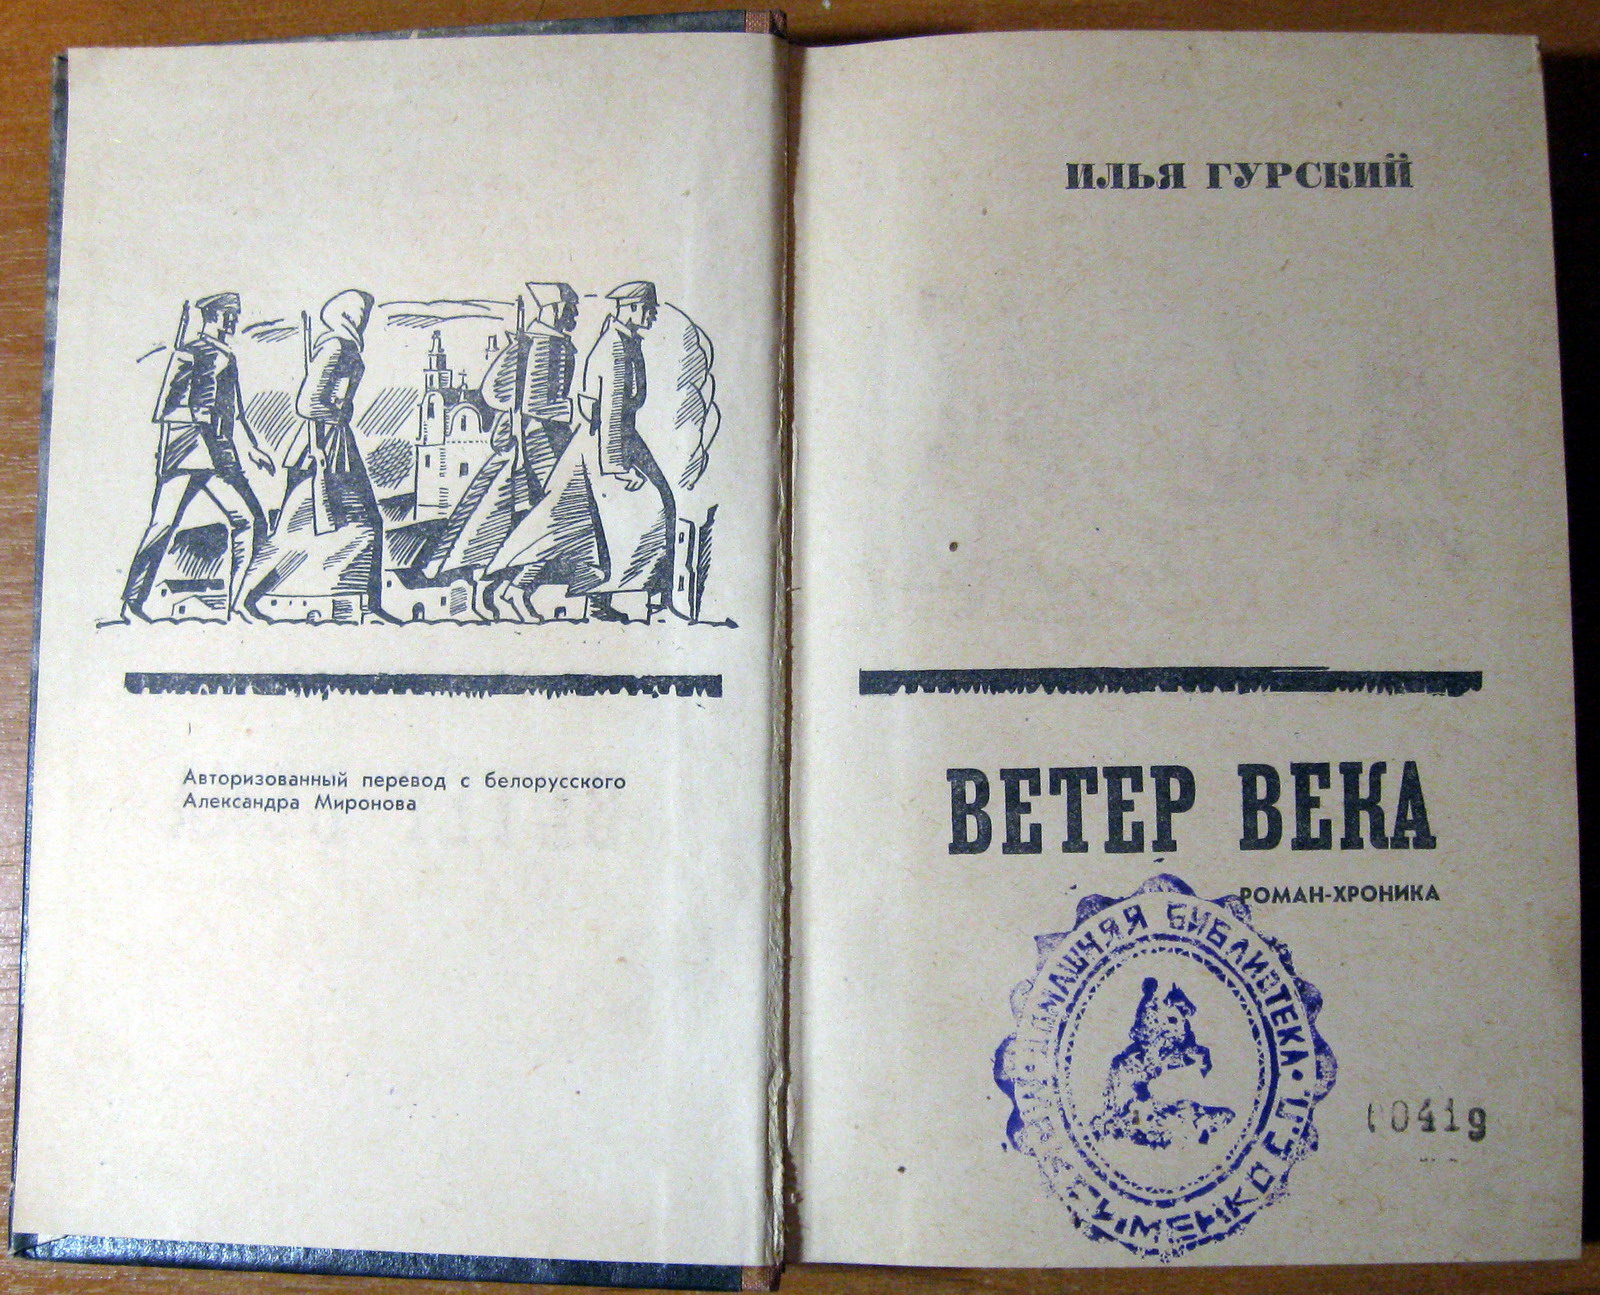 Авторизованный перевод с белорусского
Александра Миронова
ИЛЬЯ ГУРСКИЙ
ВЕТЕР ВЕКА
РОМАН-ХРОНИКА
ДОМАШНЯЯ БИБЛИОТЕКА
0419